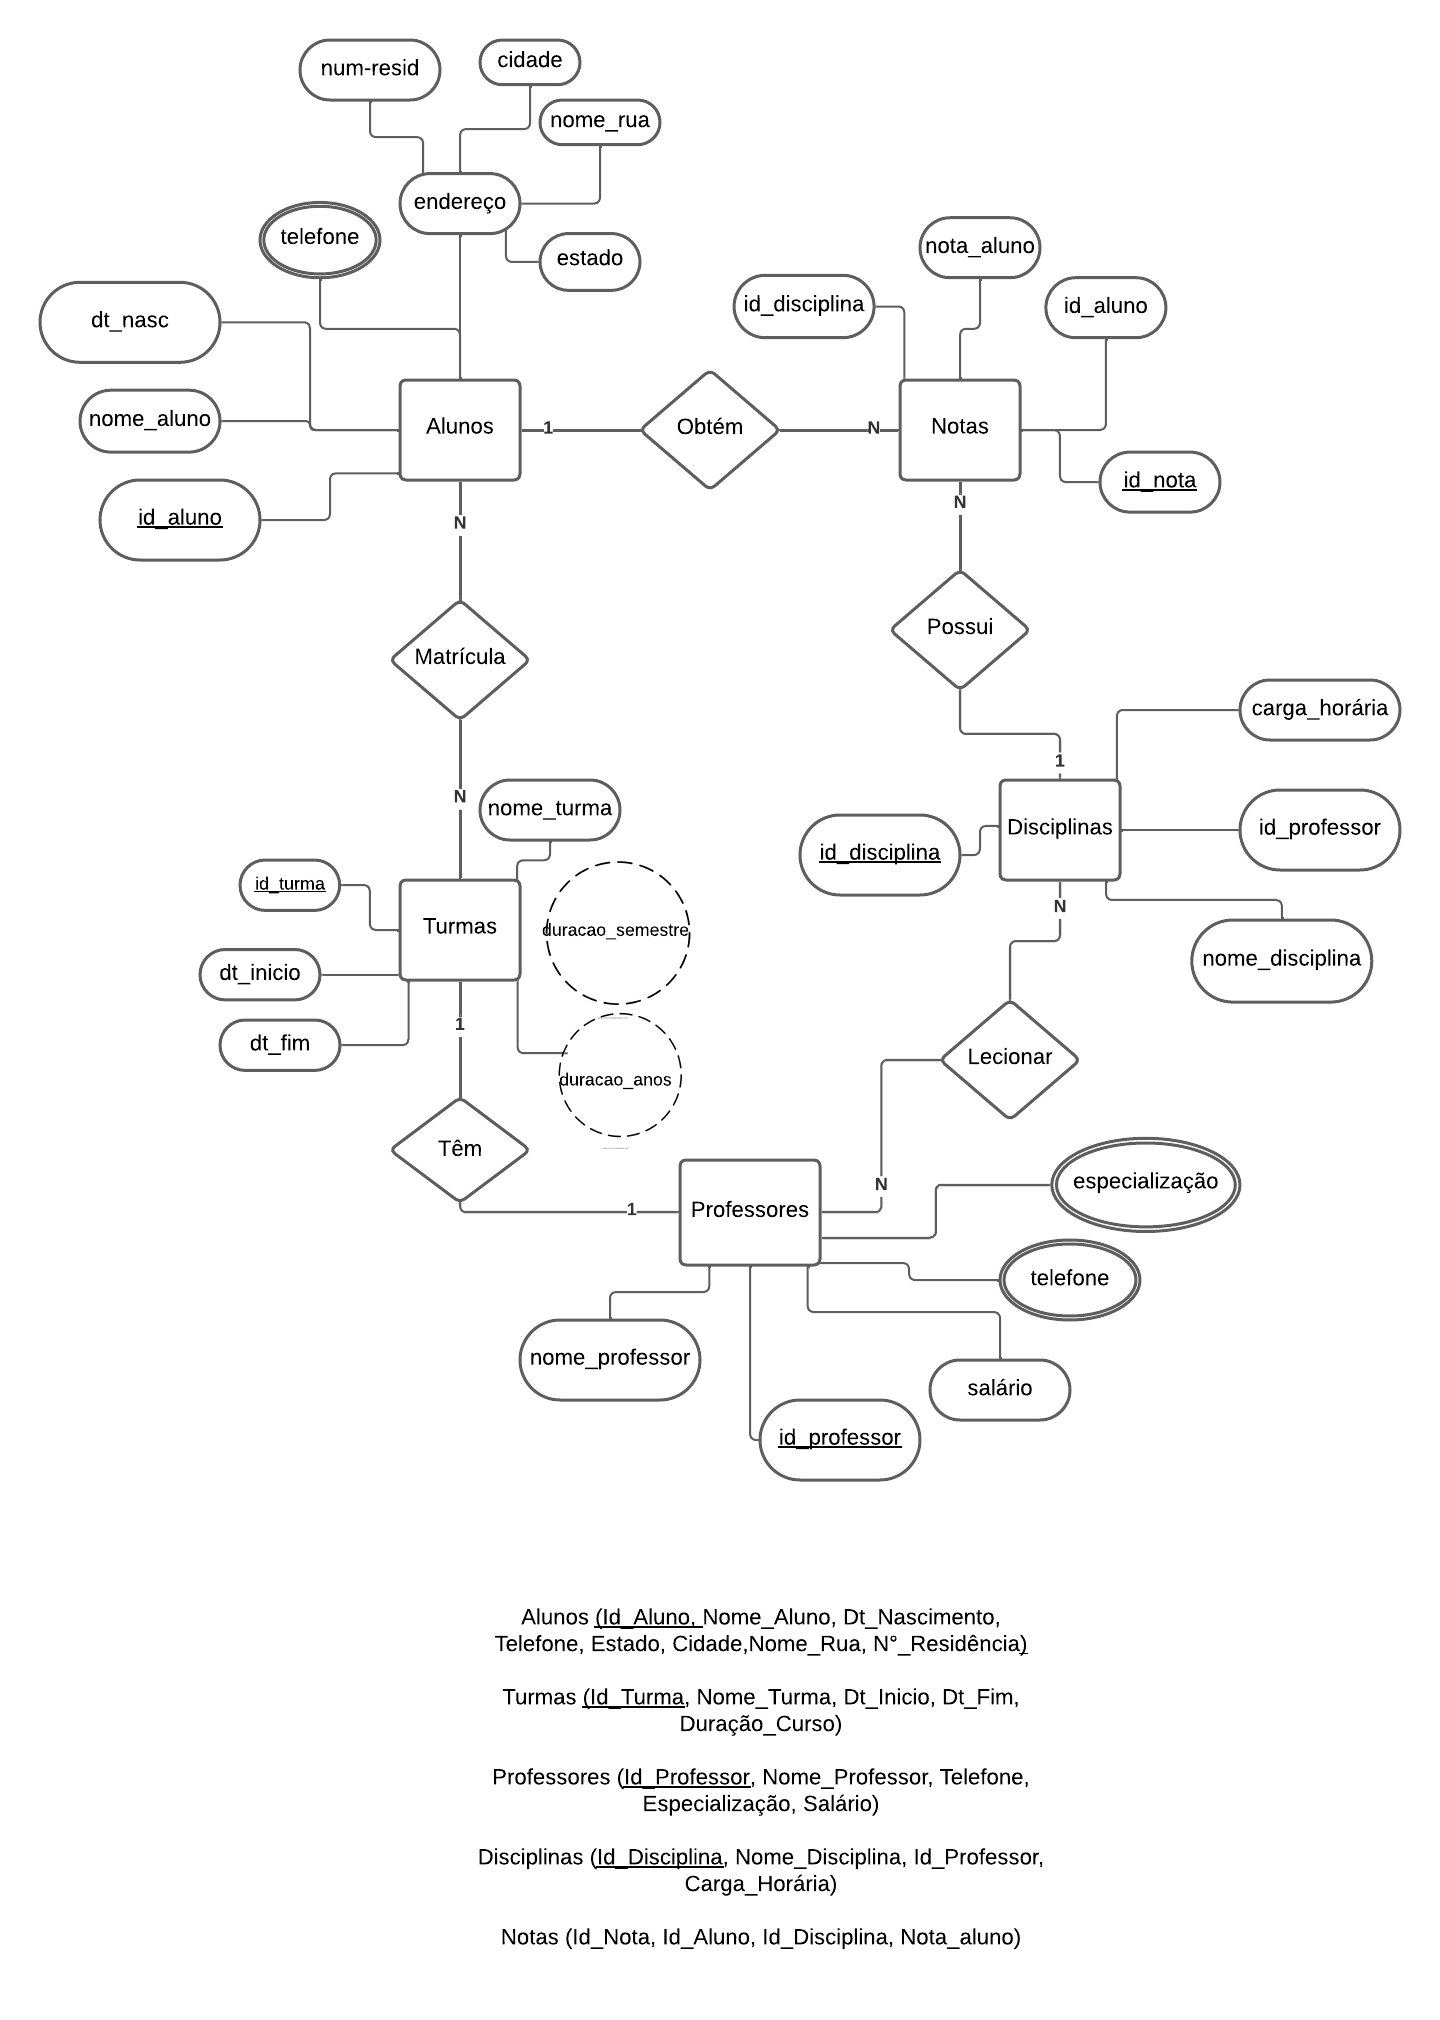 num-resid
cidade
nome_rua
endereço
telefone
estado
dt_nasc
nome_aluno
id_aluno
Alunos
1
Obtém
N
nota_aluno
id_disciplina
id_aluno
Notas
id_nota
N
N
Matrícula
Possui
N
1
carga_horária
nome_turma
id_turma
Turmas
duracao_semestre
dt_inicio
dt_fim
duracao_anos
id_disciplina
Disciplinas
id_professor
nome_disciplina
N
1
Têm
Lecionar
1
Professores
N
especialização
telefone
nome_professor
salário
id_professor
Alunos (Id_Aluno, Nome_Aluno, Dt_Nascimento,
Telefone, Estado, Cidade,Nome_Rua, N°_Residência)
Turmas (Id_Turma, Nome_Turma, Dt_Inicio, Dt_Fim,
Duração_Curso)
Professores (Id_Professor, Nome_Professor, Telefone,
Especialização, Salário)
Disciplinas (Id_Disciplina, Nome_Disciplina, Id_Professor,
Carga_Horária)
Notas (Id_Nota, Id_Aluno, Id_Disciplina, Nota_aluno)